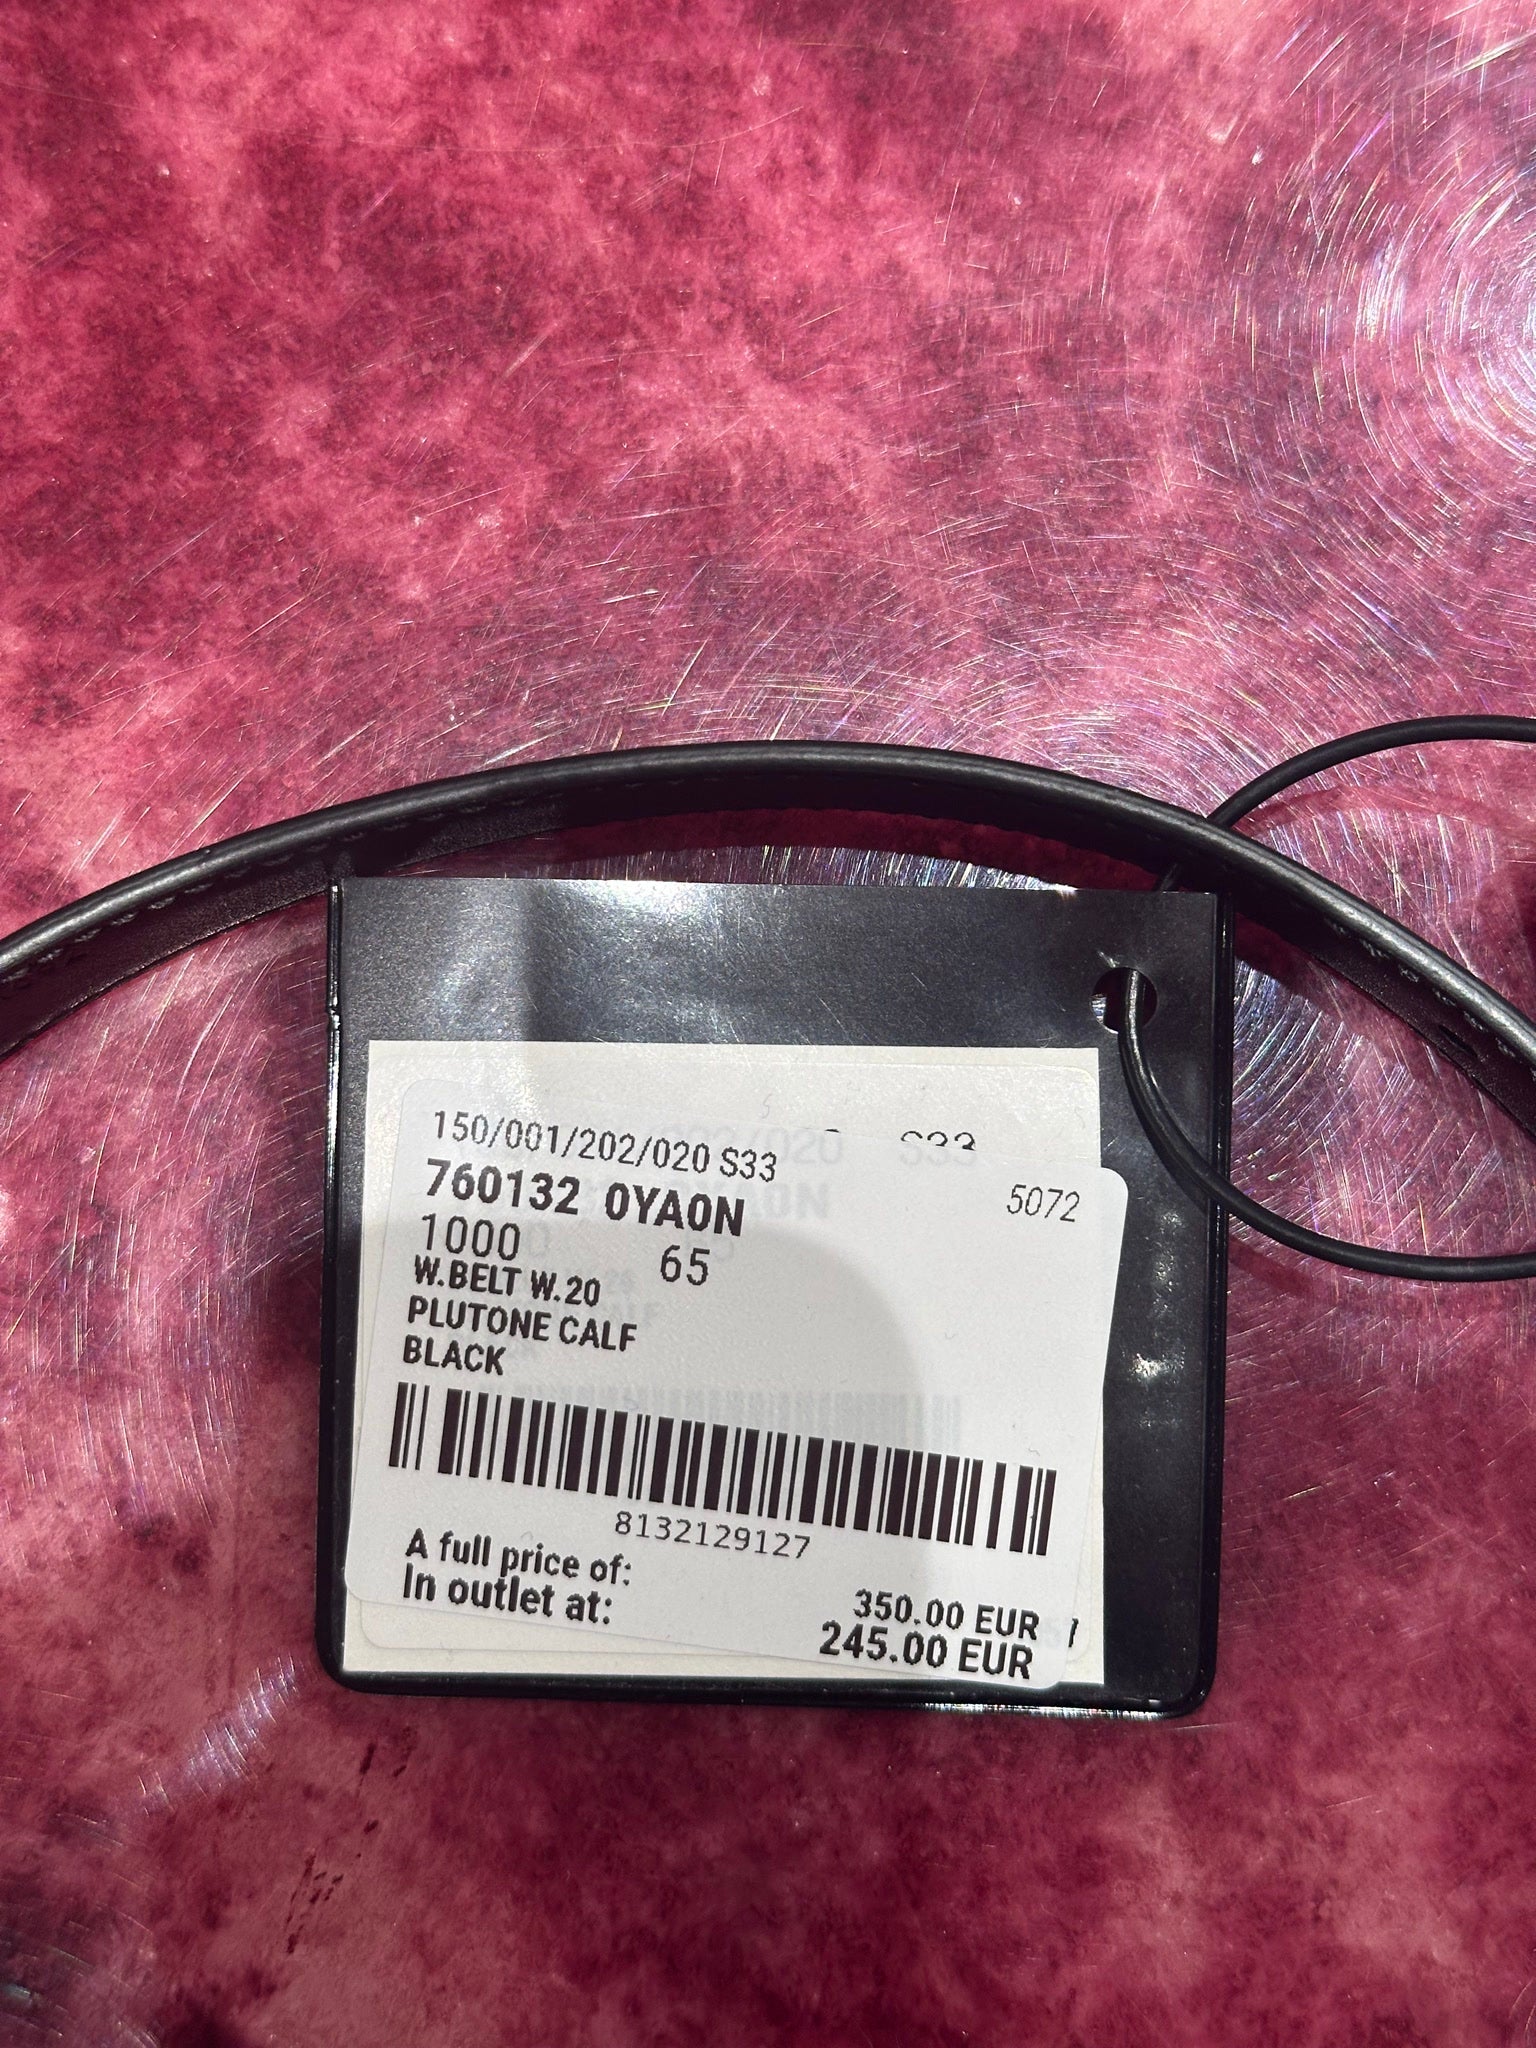 150/001/202/020 S33
760132 0YA0N
5072
1000 65
W.BELT W.20
PLUTONE CALF
BLACK
8132129127
A full price of: 350.00 EUR
In outlet at: 245.00 EUR